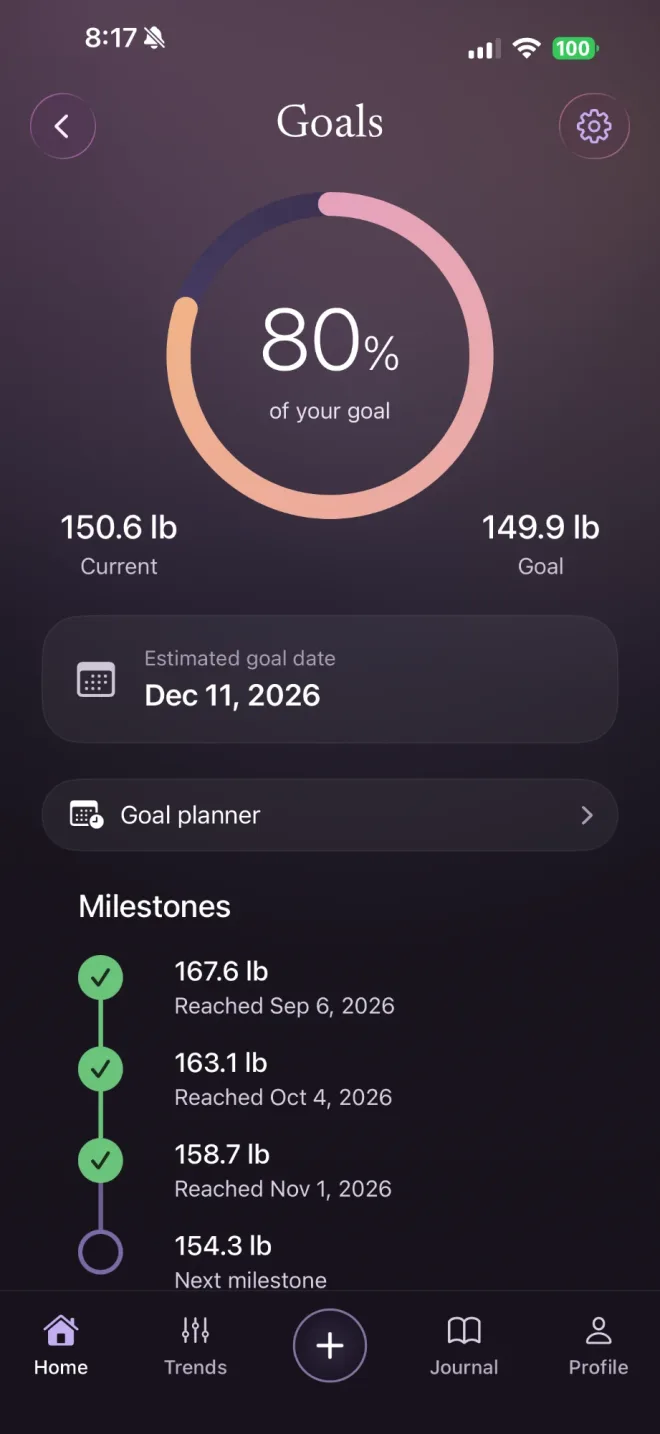 8:17
100
Goals
80%
of your goal
150.6 lb
Current
149.9 lb
Goal
Estimated goal date
Dec 11, 2026
Goal planner
Milestones
167.6 lb
Reached Sep 6, 2026
163.1 lb
Reached Oct 4, 2026
158.7 lb
Reached Nov 1, 2026
154.3 lb
Next milestone
Home
Trends
Journal
Profile